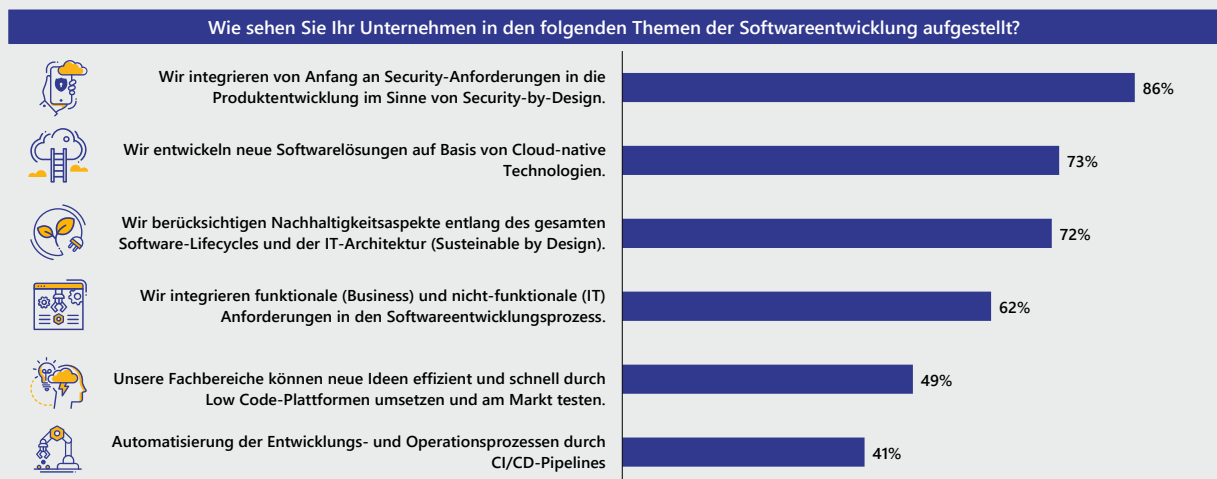 Wie sehen Sie Ihr Unternehmen in den folgenden Themen der Softwareentwicklung aufgestellt?
Wir integrieren von Anfang an Security-Anforderungen in die
Produktentwicklung im Sinne von Security-by-Design.
86%
Wir entwickeln neue Softwarelösungen auf Basis von Cloud-native
Technologien.
73%
Wir berücksichtigen Nachhaltigkeitsaspekte entlang des gesamten
Software-Lifecycles und der IT-Architektur (Susteinable by Design).
72%
Wir integrieren funktionale (Business) und nicht-funktionale (IT)
Anforderungen in den Softwareentwicklungsprozess.
62%
Unsere Fachbereiche können neue Ideen effizient und schnell durch
Low Code-Plattformen umsetzen und am Markt testen.
49%
Automatisierung der Entwicklungs- und Operationsprozessen durch
CI/CD-Pipelines
41%